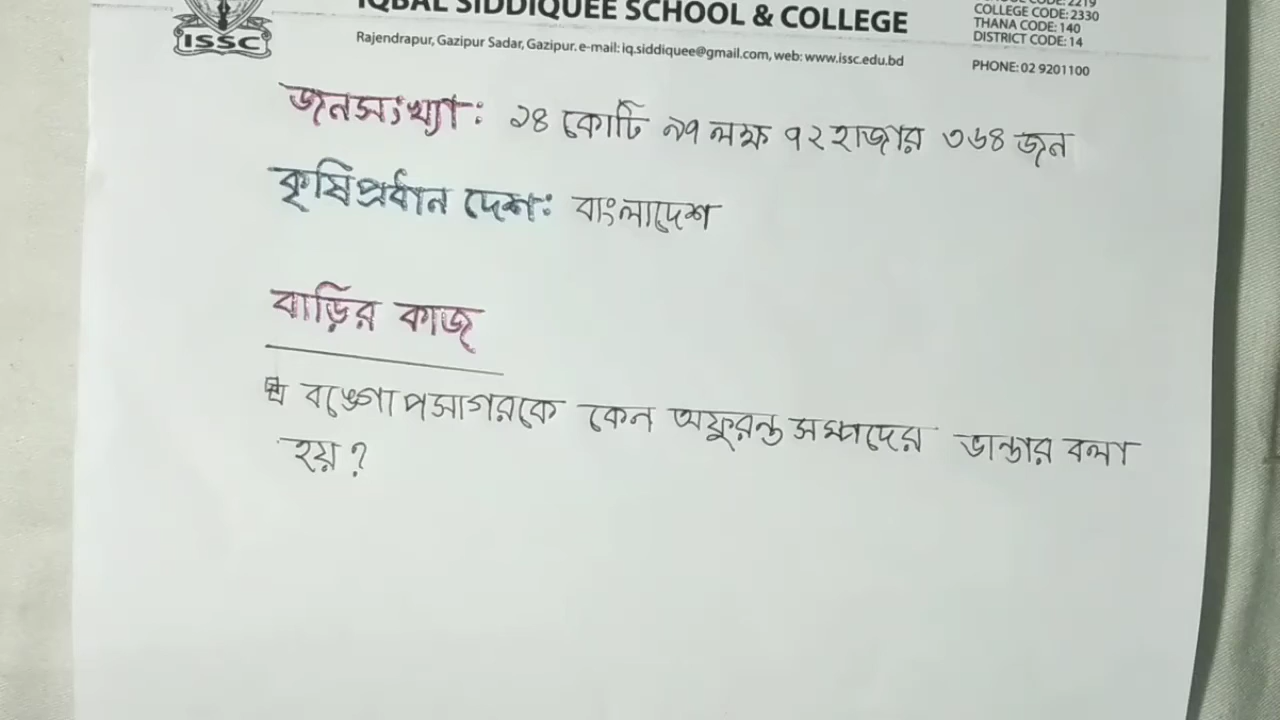 IQBAL SIDDIQUEE SCHOOL & COLLEGE
ISSC
Rajendrapur, Gazipur Sadar, Gazipur. e-mail: iq.siddiquee@gmail.com, web: www.issc.edu.bd
COLLEGE CODE: 2330
THANA CODE: 140
DISTRICT CODE: 14
PHONE: 02 9201100
জনসংখ্যা: ১৪ কোটি ৯৭ লক্ষ ৭২ হাজার ৩৬৪ জন
কৃষিপ্রধান দেশ: বাংলাদেশ
বাড়ির কাজ
বঙ্গোপসাগরকে কেন অফুরন্ত সম্পদের ভান্ডার বলা
হয়?